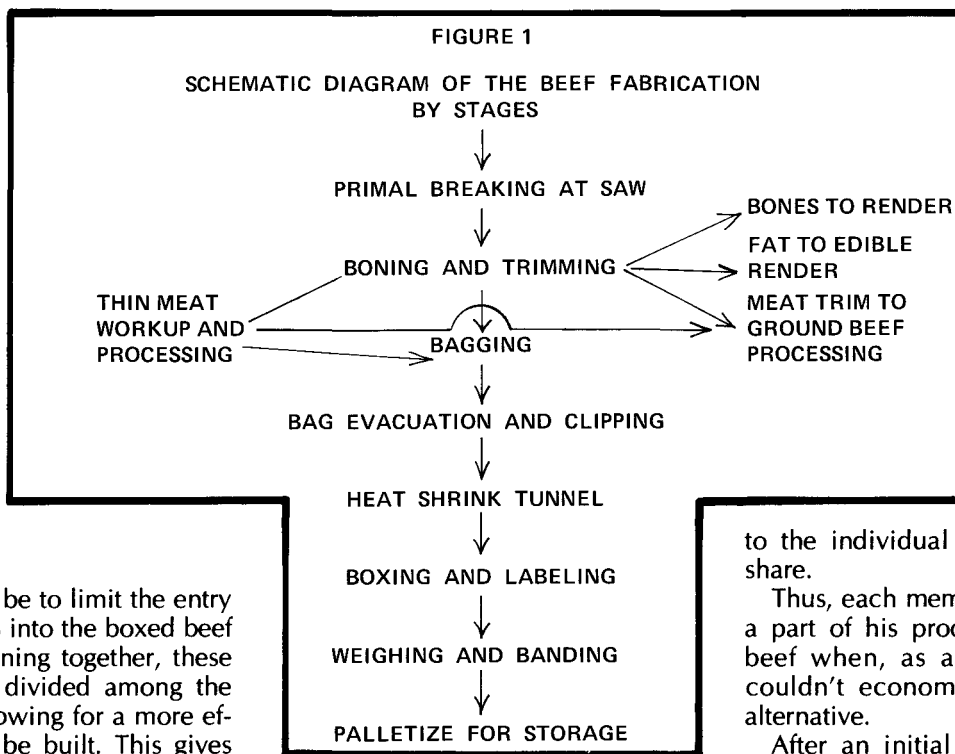 FIGURE 1
SCHEMATIC DIAGRAM OF THE BEEF FABRICATION
BY STAGES
PRIMAL BREAKING AT SAW
BONING AND TRIMMING
BONES TO RENDER
FAT TO EDIBLE
RENDER
MEAT TRIM TO
GROUND BEEF
PROCESSING
THIN MEAT
WORKUP AND
PROCESSING
BAGGING
BAG EVACUATION AND CLIPPING
HEAT SHRINK TUNNEL
BOXING AND LABELING
WEIGHING AND BANDING
PALLETIZE FOR STORAGE
be to limit the entry
into the boxed beef
ning together, these
divided among the
owing for a more ef-
be built. This gives
to the individual
share.
Thus, each mem
a part of his proc
beef when, as a
couldn't econom
alternative.
After an initial